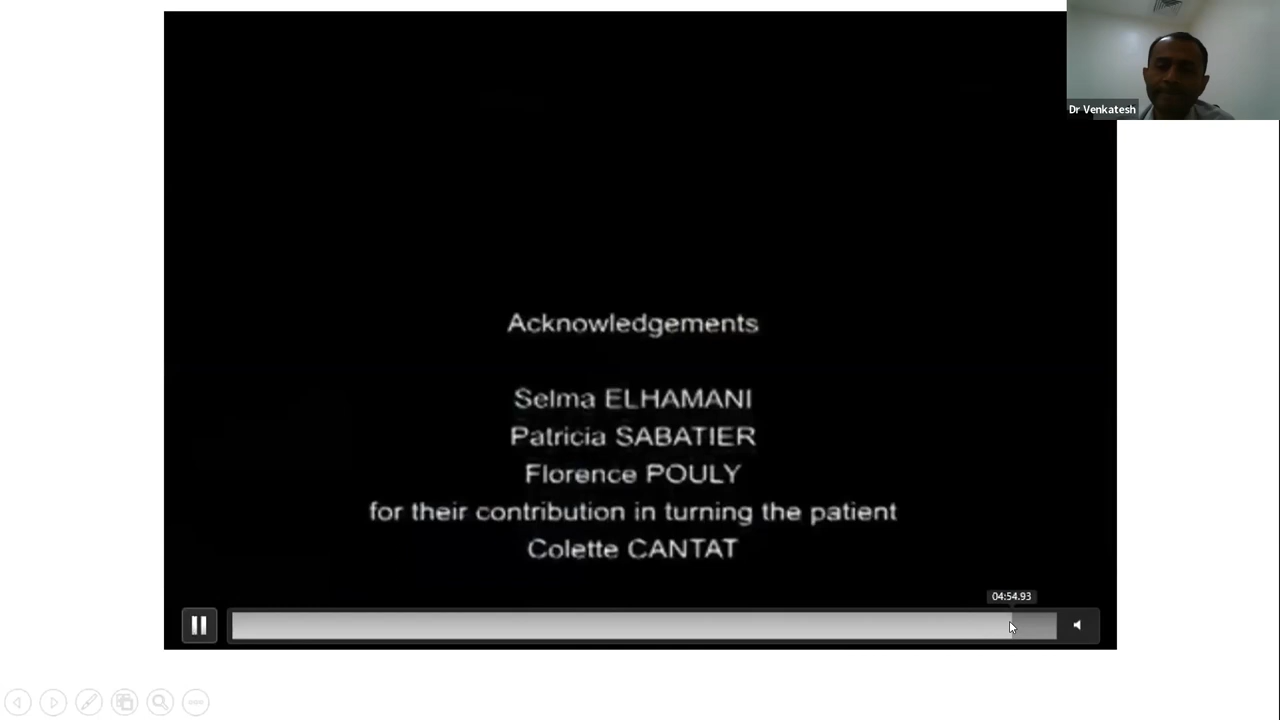 Dr Venkatesh
Acknowledgements
Selma ELHAMANI
Patricia SABATIER
Florence POULY
for their contribution in turning the patient
Colette CANTAT
04:54.93